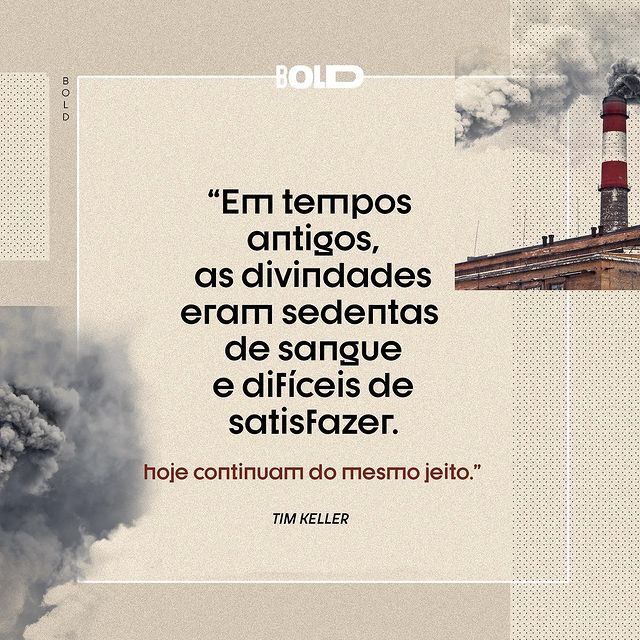 BOLD
BOLD
“Em tempos
antigos,
as divindades
eram sedentas
de sangue
e difíceis de
satisfazer.
hoje continuam do mesmo jeito.”
TIM KELLER